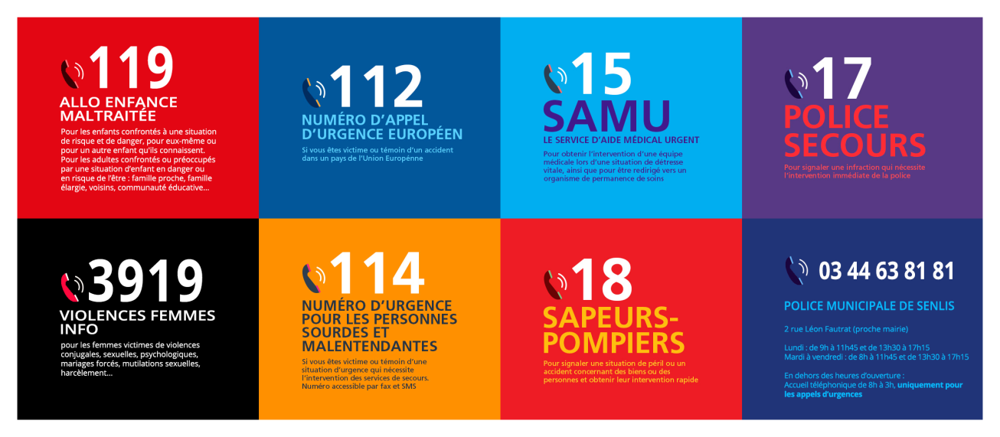 119
ALLO ENFANCE
MALTRAITÉE
Pour les enfants confrontés à une situation
de risque et de danger, pour eux-même ou
pour un autre enfant qu'ils connaissent.
Pour les adultes confrontés ou préoccupés
par une situation d'enfant en danger ou
en risque de l'être : famille proche, famille
élargie, voisins, communauté éducative...
112
NUMÉRO D'APPEL
D'URGENCE EUROPÉEN
Si vous êtes victime ou témoin d'un accident
dans un pays de l'Union Européenne
15
SAMU
LE SERVICE D'AIDE MÉDICAL URGENT
Pour obtenir l'intervention d'une équipe
médicale lors d'une situation de détresse
vitale, ainsi que pour être redirigé vers un
organisme de permanence de soins
17
POLICE
SECOURS
Pour signaler une infraction qui nécessite
l'intervention immédiate de la police
3919
VIOLENCES FEMMES
INFO
pour les femmes victimes de violences
conjugales, sexuelles, psychologiques,
mariages forcés, mutilations sexuelles,
harcèlement...
114
NUMÉRO D'URGENCE
POUR LES PERSONNES
SOURDES ET
MALENTENDANTES
Si vous êtes victime ou témoin d'une
situation d'urgence qui nécessite
l'intervention des services de secours.
Numéro accessible par fax et SMS
18
SAPEURS-
POMPIERS
Pour signaler une situation de péril ou un
accident concernant des biens ou des
personnes et obtenir leur intervention rapide
03 44 63 81 81
POLICE MUNICIPALE DE SENLIS
2 rue Léon Fautrat (proche mairie)
Lundi : de 9h à 11h45 et de 13h30 à 17h15
Mardi à vendredi : de 8h à 11h45 et de 13h30 à 17h15
En dehors des heures d'ouverture :
Accueil téléphonique de 8h à 3h, uniquement pour
les appels d'urgences